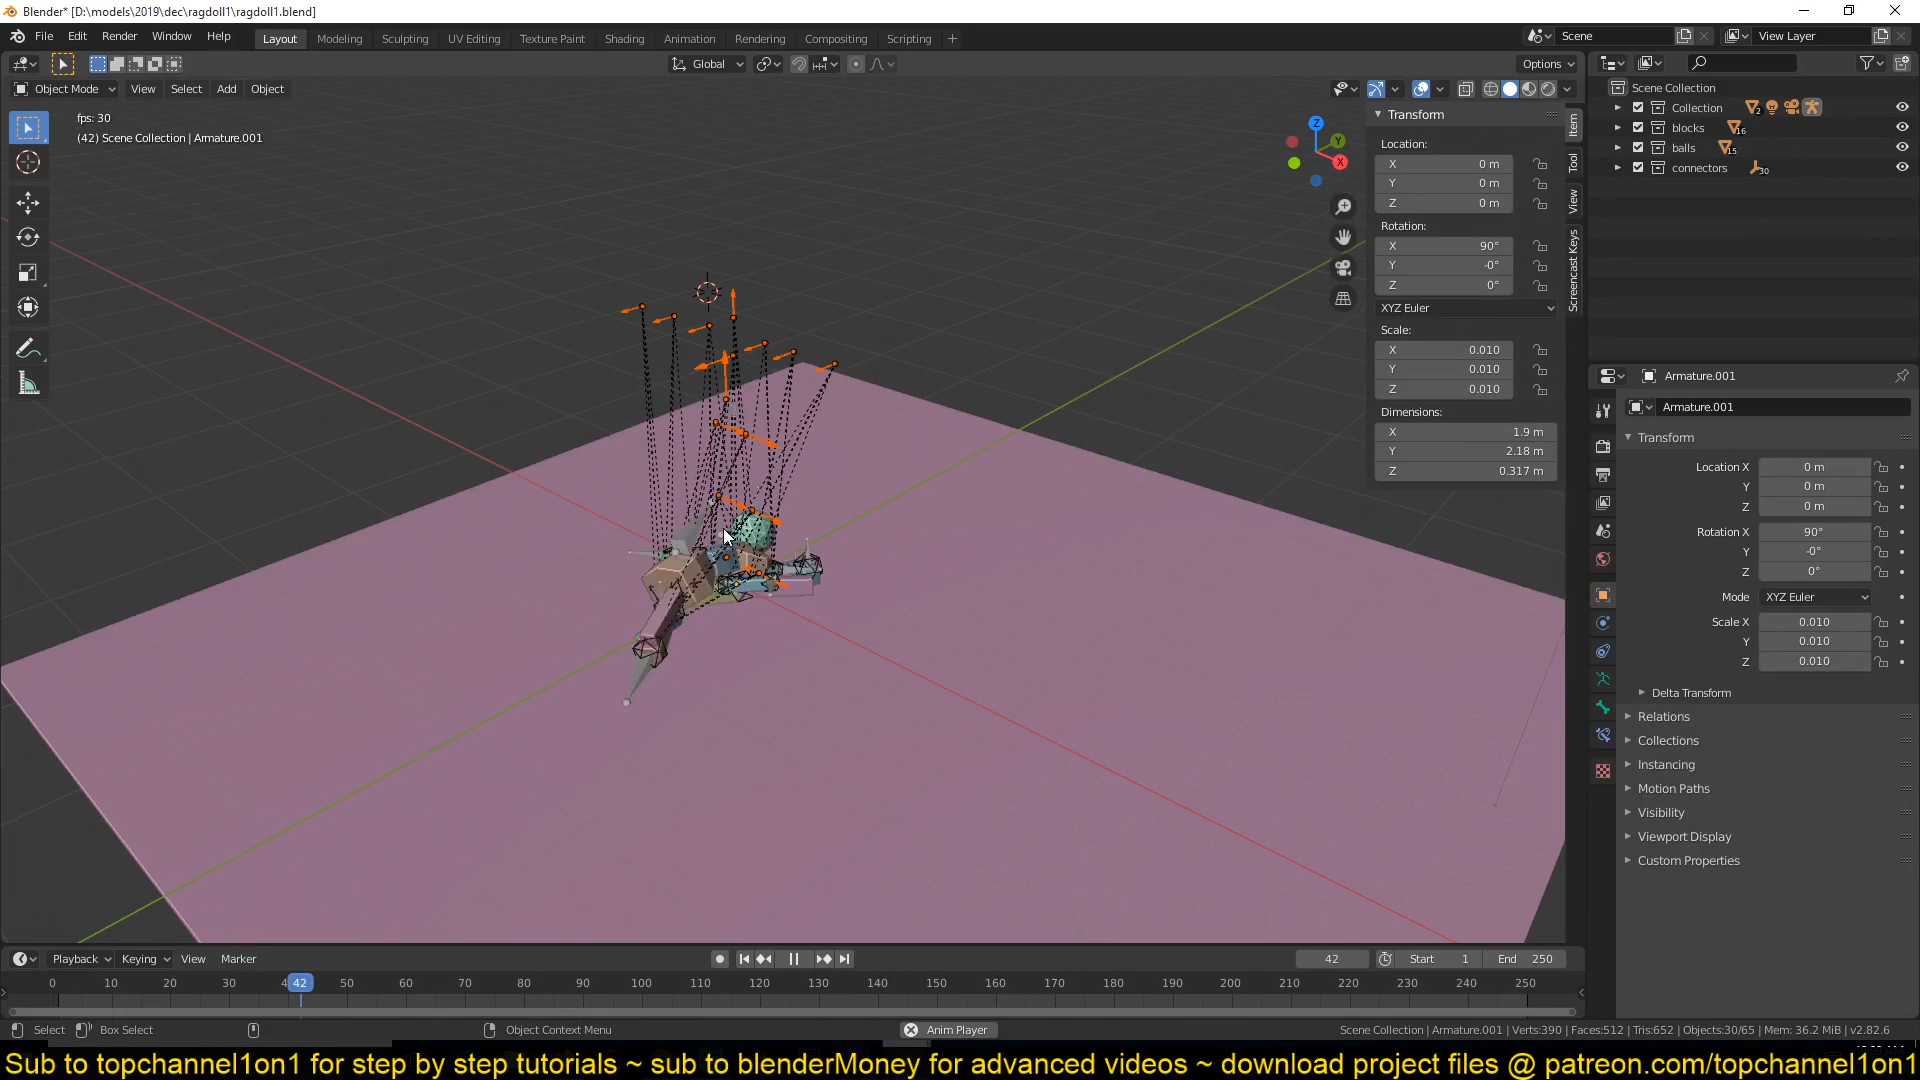 Blender* [D:\models\2019\dec\ragdoll1\ragdoll1.blend]
File Edit Render Window Help Layout Modeling Sculpting UV Editing Texture Paint Shading Animation Rendering Compositing Scripting + Scene View Layer
Global Options
Object Mode View Select Add Object
fps: 30
(42) Scene Collection | Armature.001
Z
Y
X
Transform
Location:
X 0 m
Y 0 m
Z 0 m
Rotation:
X 90°
Y -0°
Z 0°
XYZ Euler
Scale:
X 0.010
Y 0.010
Z 0.010
Dimensions:
X 1.9 m
Y 2.18 m
Z 0.317 m
Item
Tool
View
Screencast Keys
Scene Collection
Collection 2
blocks 16
balls 15
connectors 30
Armature.001
Armature.001
Transform
Location X 0 m
Y 0 m
Z 0 m
Rotation X 90°
Y -0°
Z 0°
Mode XYZ Euler
Scale X 0.010
Y 0.010
Z 0.010
Delta Transform
Relations
Collections
Instancing
Motion Paths
Visibility
Viewport Display
Custom Properties
Playback Keying View Marker 42 Start 1 End 250
0 10 20 30 4 42 50 60 70 80 90 100 110 120 130 140 150 160 170 180 190 200 210 220 230 240 250
Select Box Select Object Context Menu Anim Player Scene Collection | Armature.001 | Verts:390 | Faces:512 | Tris:652 | Objects:30/65 | Mem: 36.2 MiB | v2.82.6
Sub to topchannel1on1 for step by step tutorials ~ sub to blenderMoney for advanced videos ~ download project files @ patreon.com/topchannel1on1